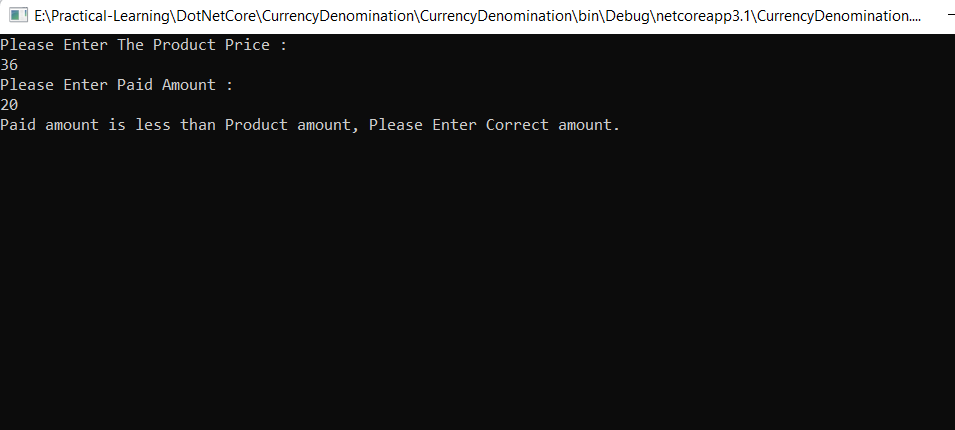 E:\Practical-Learning\DotNetCore\CurrencyDenomination\CurrencyDenomination\bin\Debug\netcoreapp3.1\CurrencyDenomination....
Please Enter The Product Price :
36
Please Enter Paid Amount :
20
Paid amount is less than Product amount, Please Enter Correct amount.